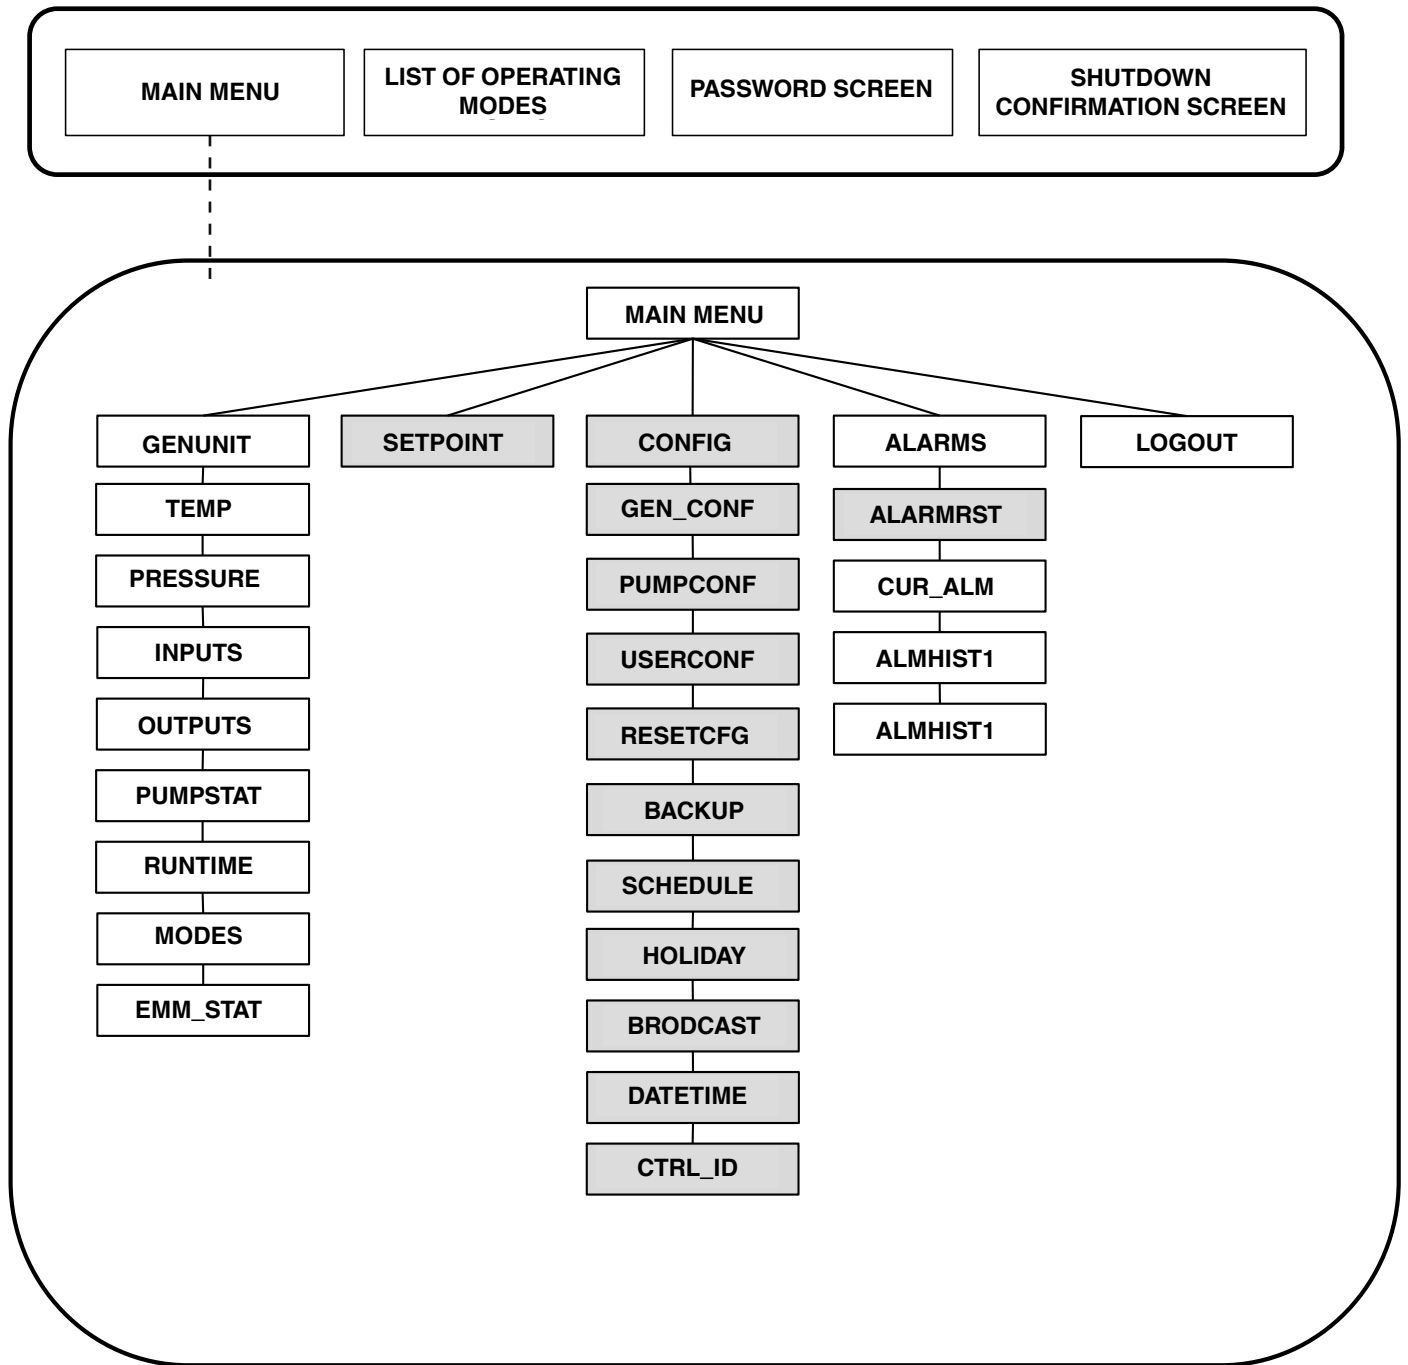 MAIN MENU
LIST OF OPERATING
MODES
PASSWORD SCREEN
SHUTDOWN
CONFIRMATION SCREEN
MAIN MENU
GENUNIT
TEMP
PRESSURE
INPUTS
OUTPUTS
PUMPSTAT
RUNTIME
MODES
EMM_STAT
SETPOINT
CONFIG
GEN_CONF
PUMPCONF
USERCONF
RESETCFG
BACKUP
SCHEDULE
HOLIDAY
BRODCAST
DATETIME
CTRL_ID
ALARMS
ALARMRST
CUR_ALM
ALMHIST1
ALMHIST1
LOGOUT